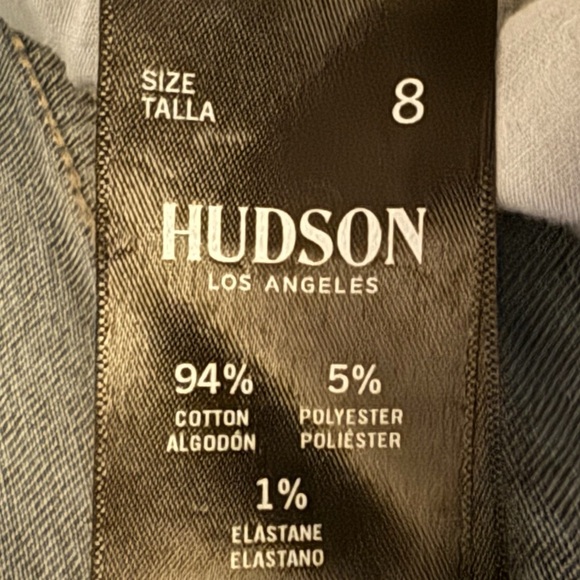 SIZE
TALLA
8
HUDSON
LOS ANGELES
94% 5%
COTTON POLYESTER
ALGODÓN POLIÉSTER
1%
ELASTANE
ELASTANO